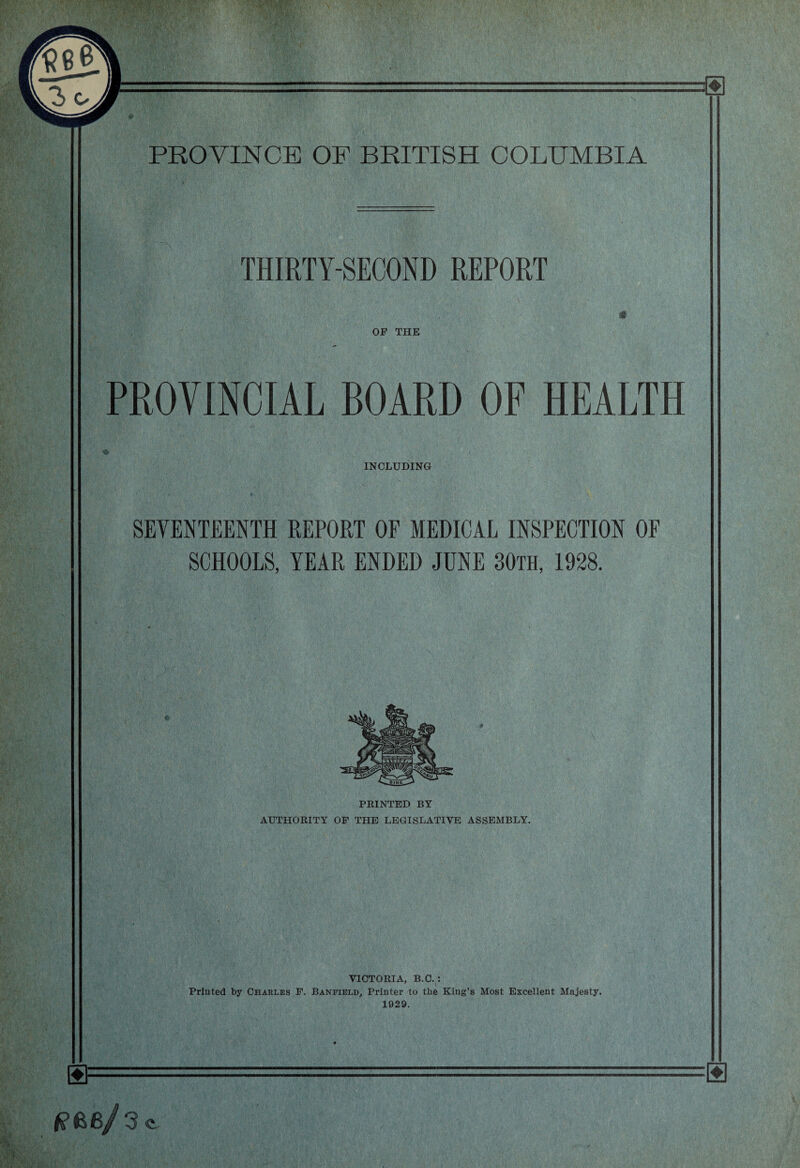 RBB
3 c
PROVINCE OF BRITISH COLUMBIA
THIRTY-SECOND REPORT
OF THE
PROVINCIAL BOARD OF HEALTH
INCLUDING
SEVENTEENTH REPORT OF MEDICAL INSPECTION OF
SCHOOLS, YEAR ENDED JUNE 30TH, 1928.
PRINTED BY
AUTHORITY OF THE LEGISLATIVE ASSEMBLY.
VICTORIA, B.C.:
Printed by CHARLES F. BANFIELD, Printer to the King's Most Excellent Majesty.
1929.
RBB/3 c